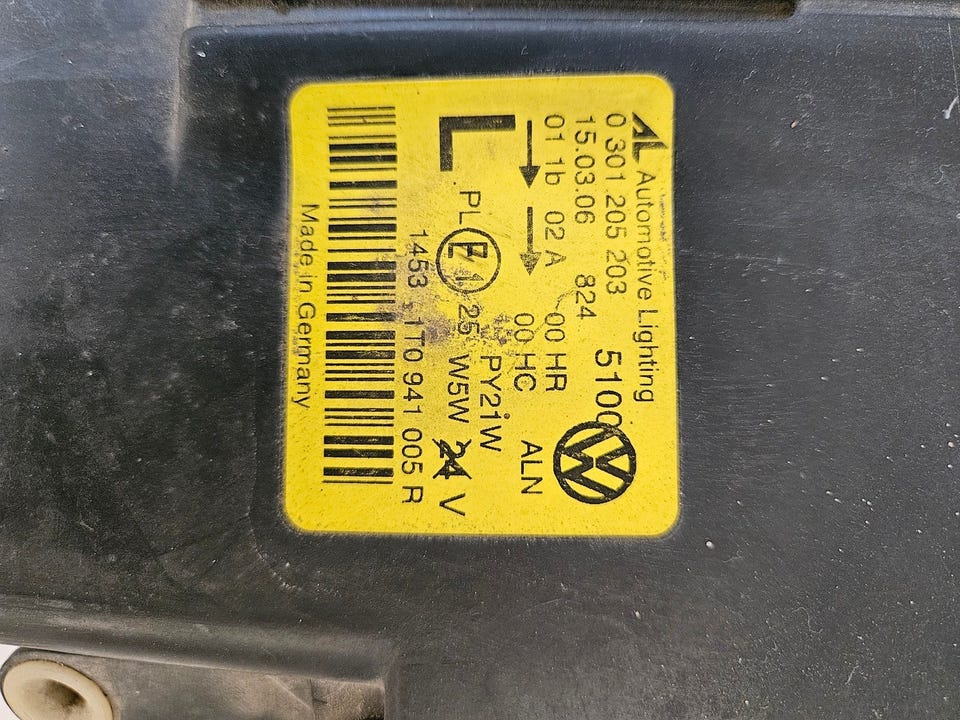 AL Automotive Lighting
0 301 205 203 5100
15.03.06 824
01 1b 02 A 00 HR
00 HC ALN
L PY21W
PL E1 25 W5W 24 V
1453 1T0 941 005 R
Made in Germany
VW